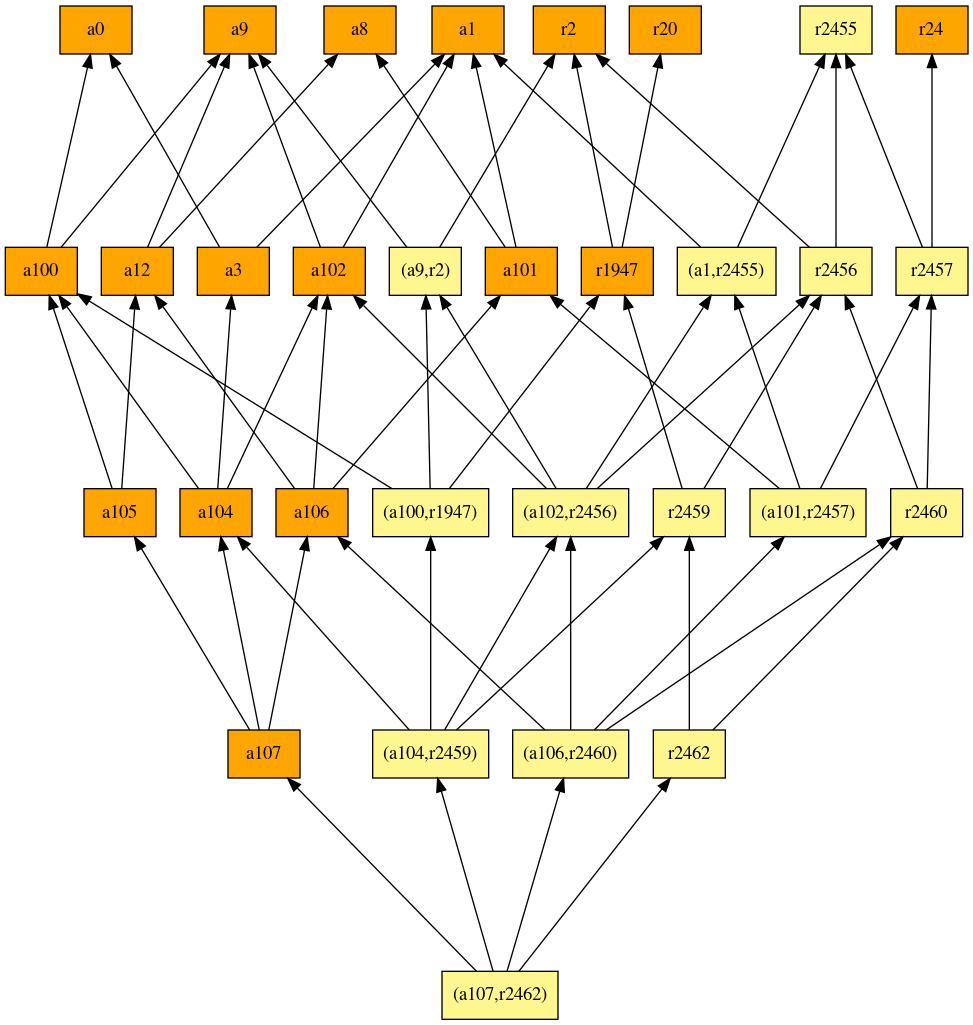 a0 a9 a8 a1 r2 r20 r2455 r24
a100 a12 a3 a102 (a9,r2) a101 r1947 (a1,r2455) r2456 r2457
a105 a104 a106 (a100,r1947) (a102,r2456) r2459 (a101,r2457) r2460
a107 (a104,r2459) (a106,r2460) r2462
(a107,r2462)